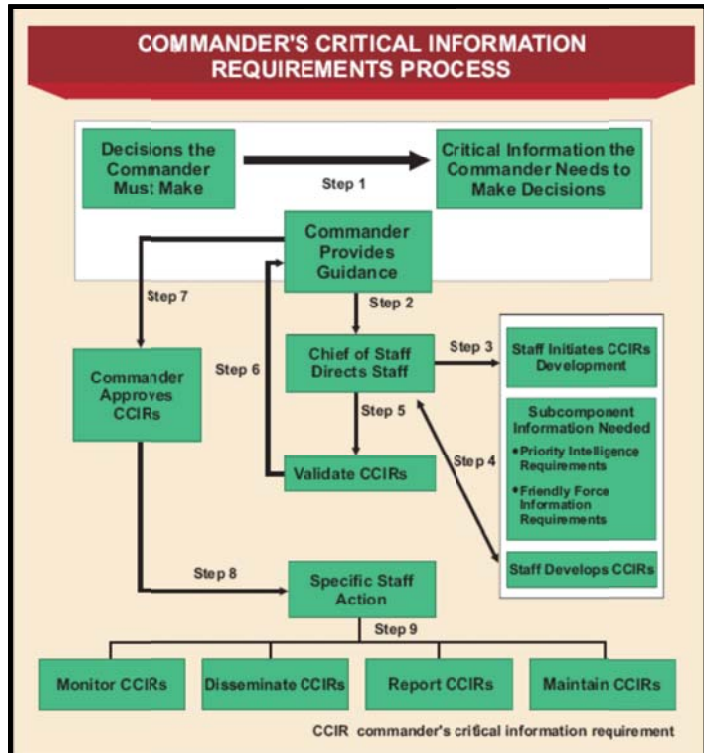 COMMANDER'S CRITICAL INFORMATION
REQUIREMENTS PROCESS
Decisions the
Commander
Must Make
Step 1
Critical Information the
Commander Needs to
Make Decisions
Commander
Provides
Guidance
Step 7
Step 2
Commander
Approves
CCIRs
Step 6
Chief of Staff
Directs Staff
Step 3
Staff Initiates CCIRs
Development
Step 5
Subcomponent
Information Needed
•Priority Intelligence
Requirements
•Friendly Force
Information
Requirements
Step 4
Validate CCIRs
Staff Develops CCIRs
Step 8
Specific Staff
Action
Step 9
Monitor CCIRs
Disseminate CCIRs
Report CCIRs
Maintain CCIRs
CCIR commander's critical information requirement